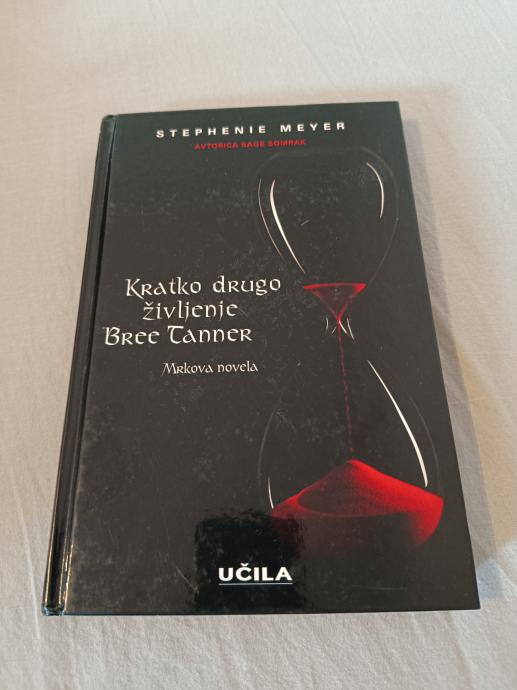 STEPHENIE MEYER
AVTORICA SAGE SOMRAK
Kratko drugo
življenje
Bree Tanner
Mrkova novela
UČILA